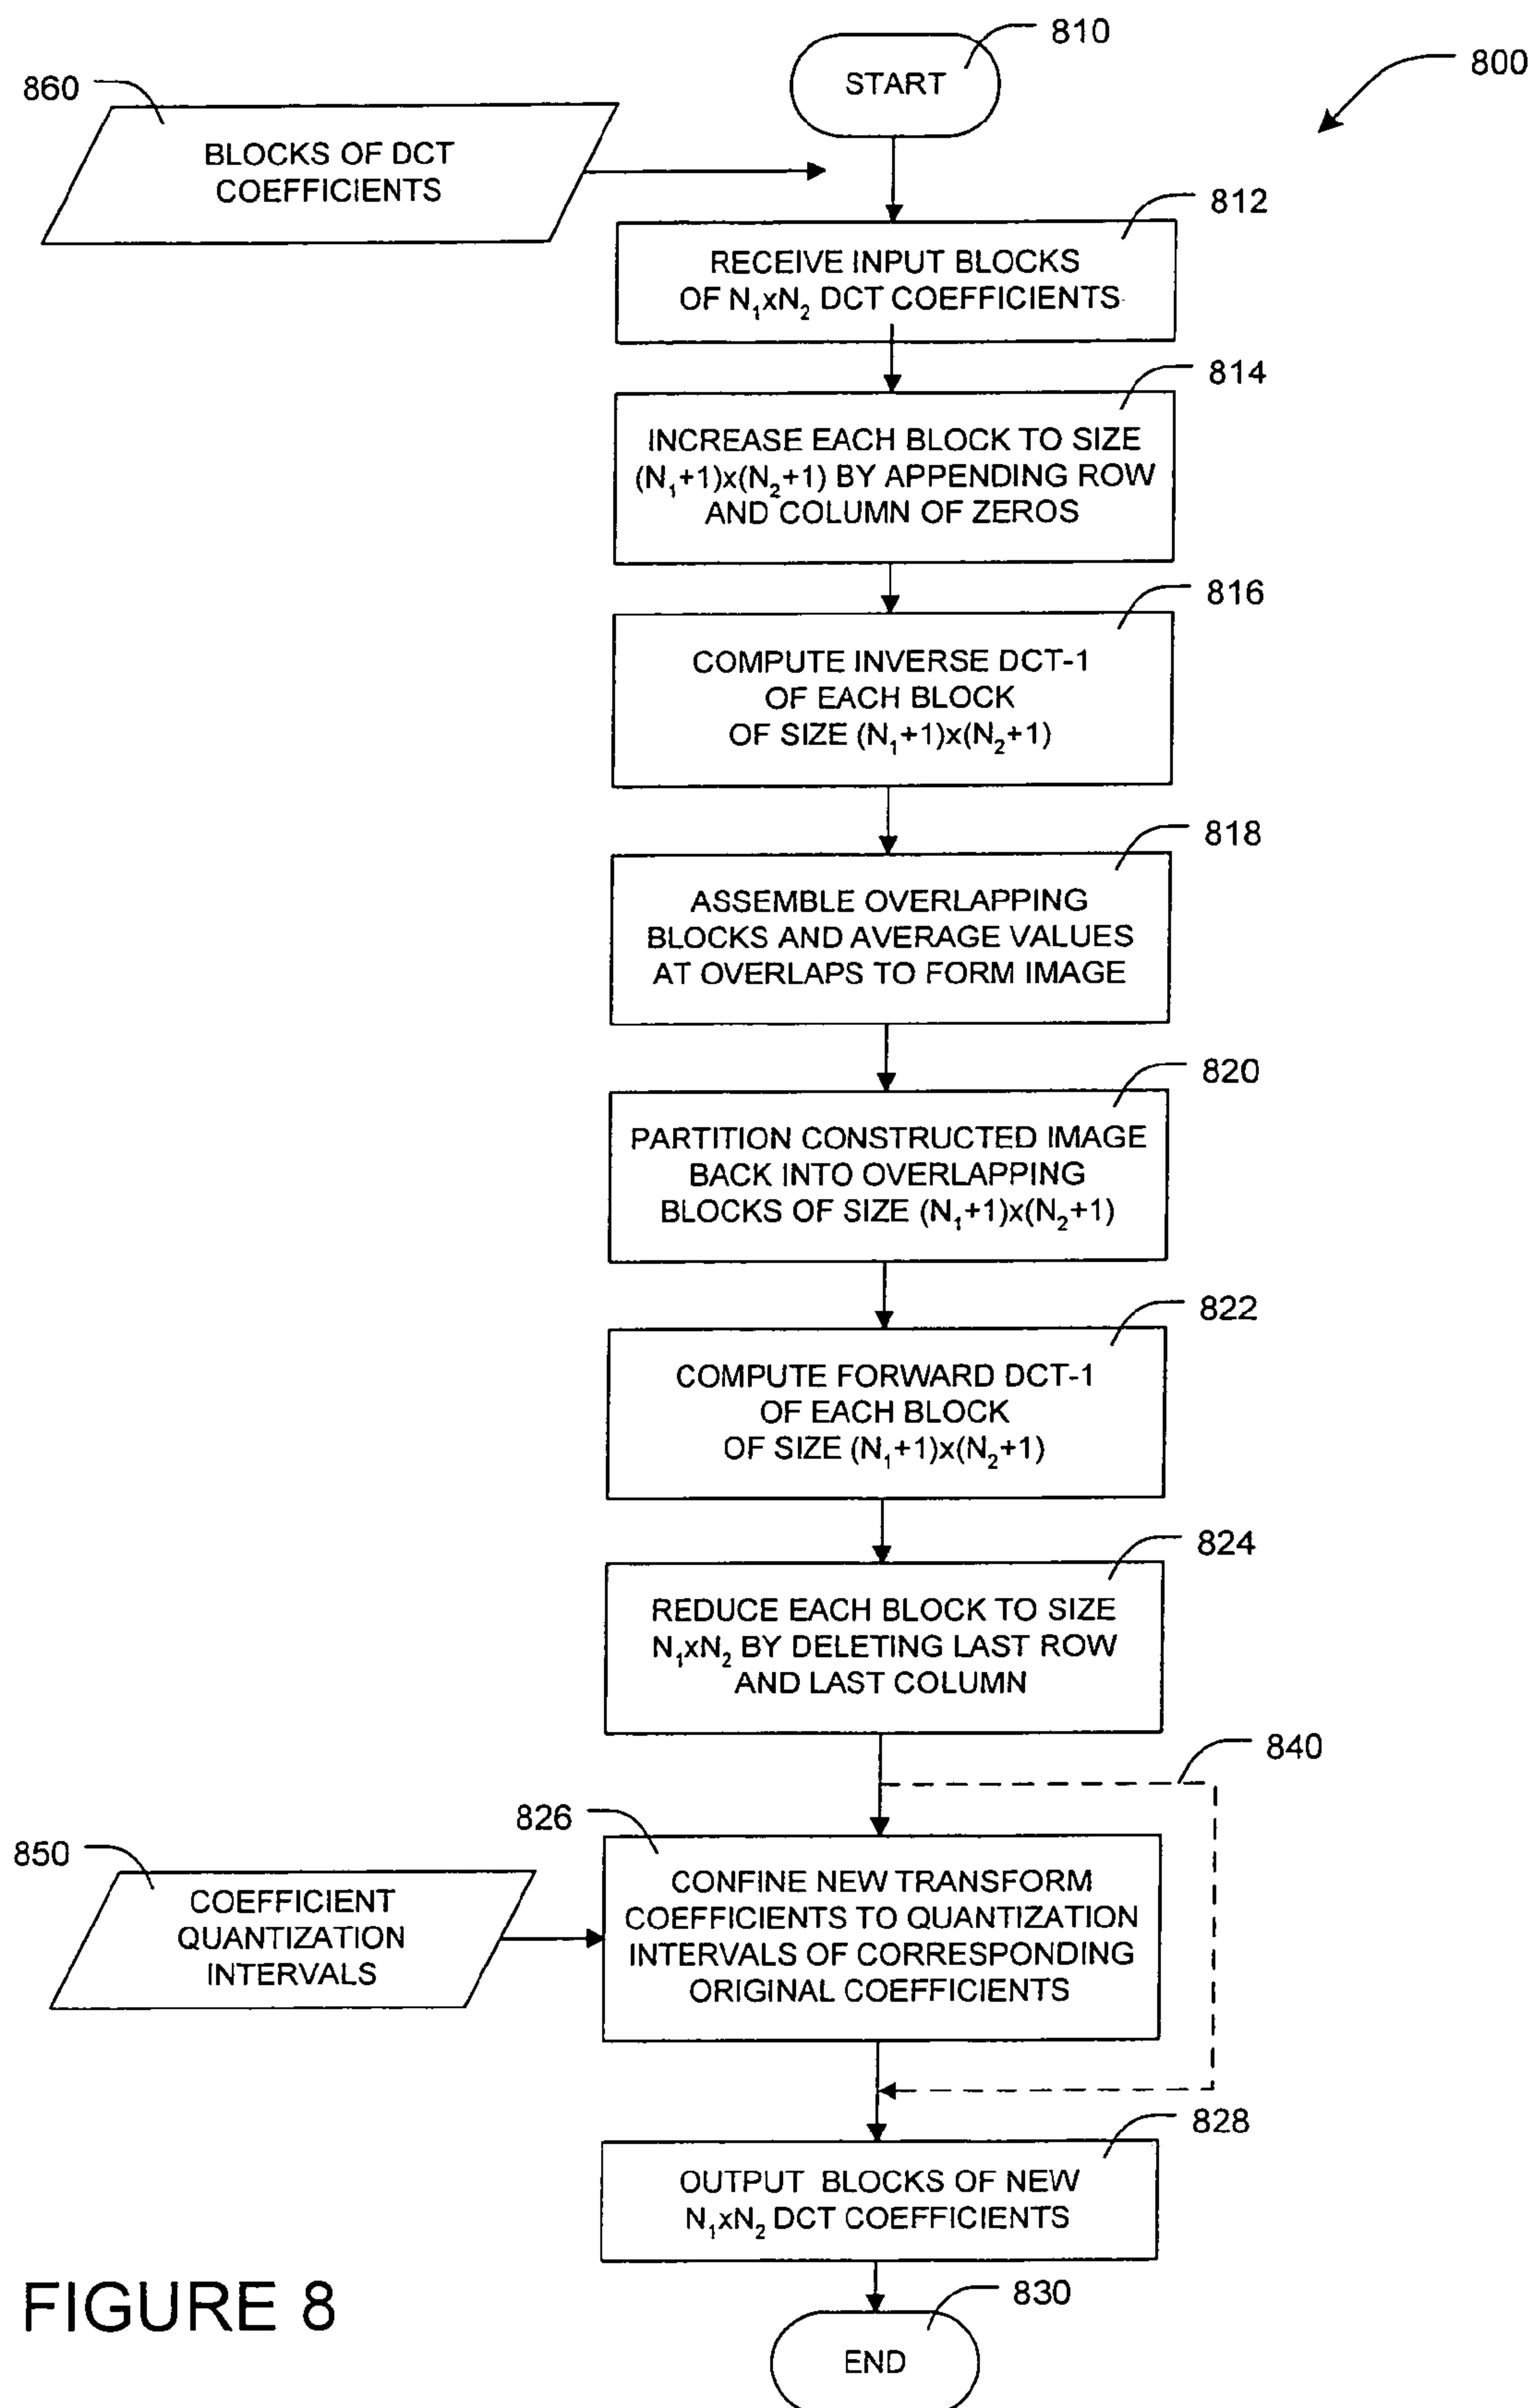 810
START
800
860
BLOCKS OF DCT
COEFFICIENTS
812
RECEIVE INPUT BLOCKS
OF N₁xN₂ DCT COEFFICIENTS
814
INCREASE EACH BLOCK TO SIZE
(N₁+1)x(N₂+1) BY APPENDING ROW
AND COLUMN OF ZEROS
816
COMPUTE INVERSE DCT-1
OF EACH BLOCK
OF SIZE (N₁+1)x(N₂+1)
818
ASSEMBLE OVERLAPPING
BLOCKS AND AVERAGE VALUES
AT OVERLAPS TO FORM IMAGE
820
PARTITION CONSTRUCTED IMAGE
BACK INTO OVERLAPPING
BLOCKS OF SIZE (N₁+1)x(N₂+1)
822
COMPUTE FORWARD DCT-1
OF EACH BLOCK
OF SIZE (N₁+1)x(N₂+1)
824
REDUCE EACH BLOCK TO SIZE
N₁xN₂ BY DELETING LAST ROW
AND LAST COLUMN
840
826
850
COEFFICIENT
QUANTIZATION
INTERVALS
CONFINE NEW TRANSFORM
COEFFICIENTS TO QUANTIZATION
INTERVALS OF CORRESPONDING
ORIGINAL COEFFICIENTS
828
OUTPUT BLOCKS OF NEW
N₁xN₂ DCT COEFFICIENTS
830
END
FIGURE 8